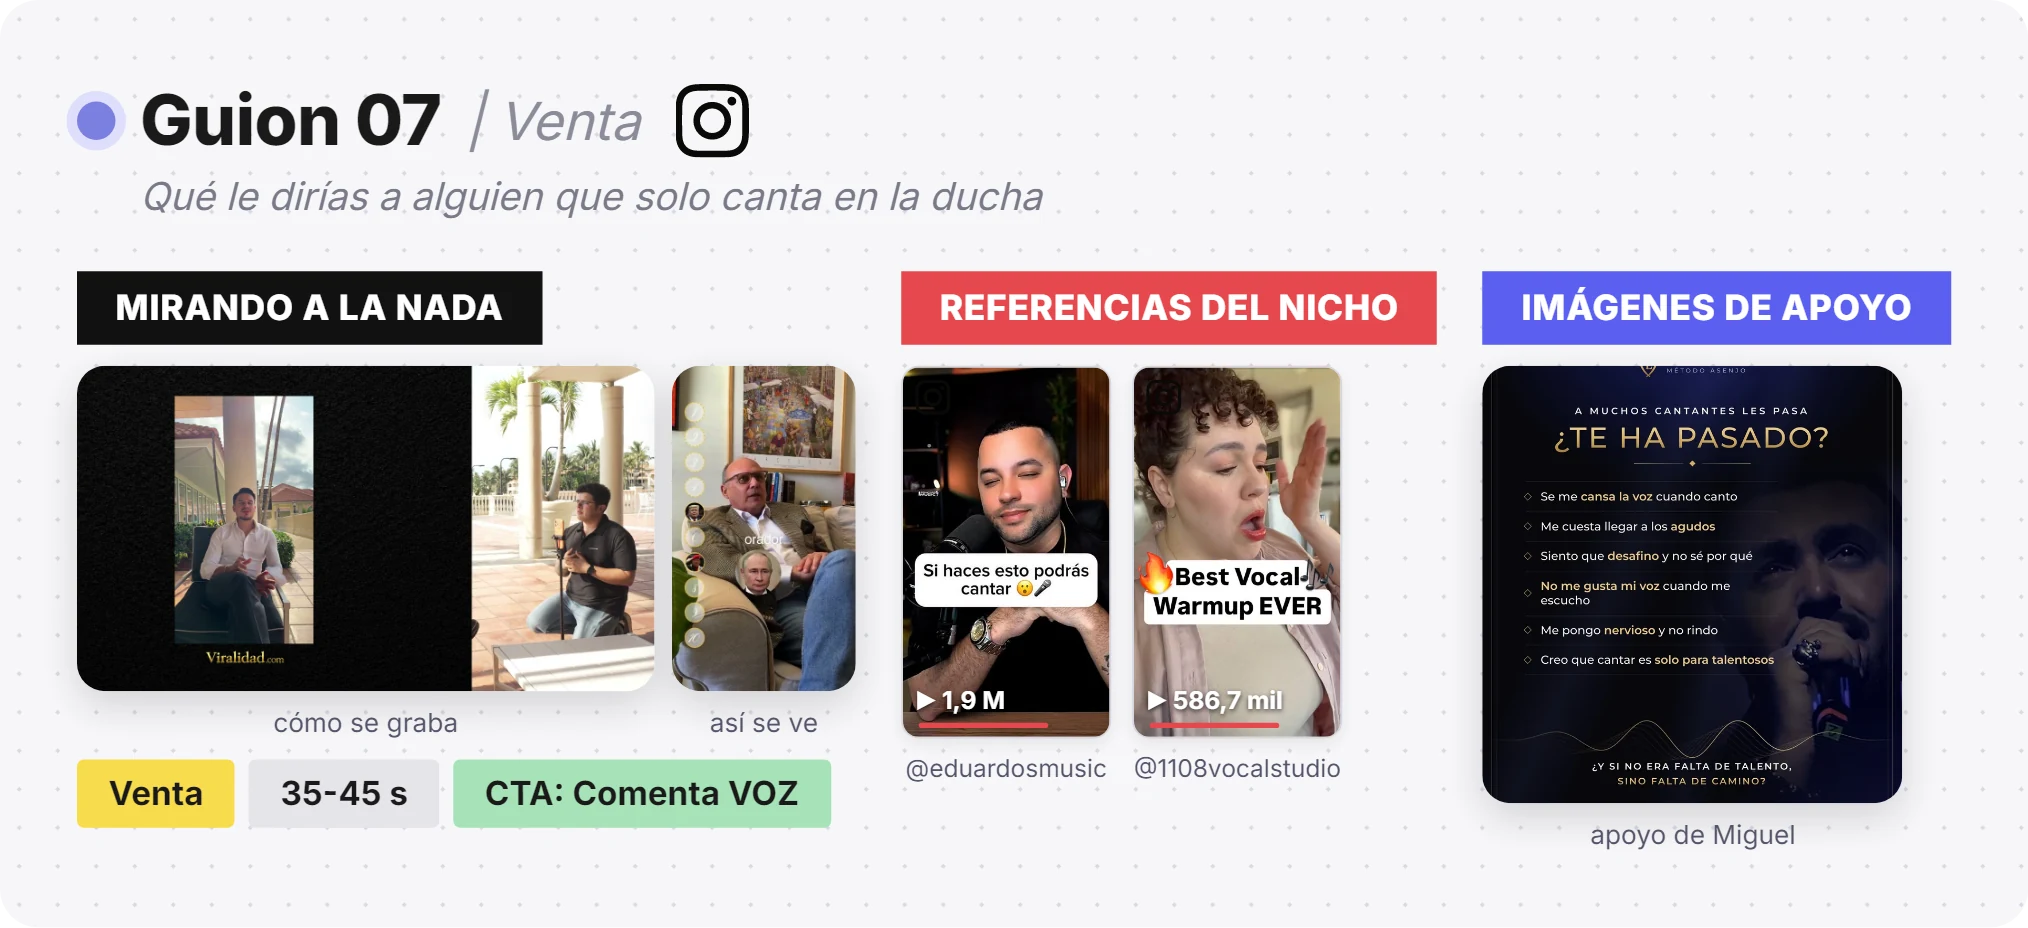 Guion 07 | Venta
Qué le dirías a alguien que solo canta en la ducha
MIRANDO A LA NADA
Viralidad.com
cómo se graba
orador
así se ve
Venta
35-45 s
CTA: Comenta VOZ
REFERENCIAS DEL NICHO
Si haces esto podrás
cantar 😮🎤
1,9 M
@eduardosmusic
🔥Best Vocal🎶
Warmup EVER
586,7 mil
@1108vocalstudio
IMÁGENES DE APOYO
MÉTODO ASENJO
A MUCHOS CANTANTES LES PASA
¿TE HA PASADO?
Se me cansa la voz cuando canto
Me cuesta llegar a los agudos
Siento que desafino y no sé por qué
No me gusta mi voz cuando me
escucho
Me pongo nervioso y no rindo
Creo que cantar es solo para talentosos
¿Y SI NO ERA FALTA DE TALENTO,
SINO FALTA DE CAMINO?
apoyo de Miguel